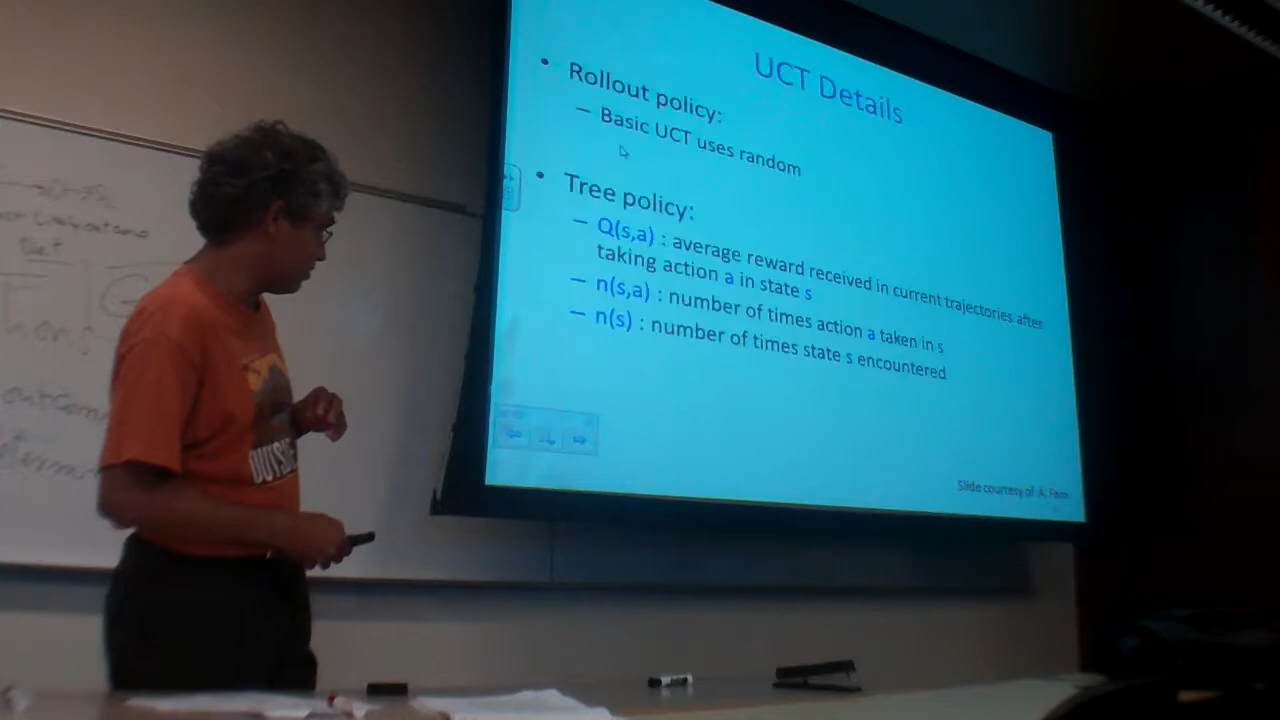 UCT Details
• Rollout policy:
– Basic UCT uses random
• Tree policy:
– Q(s,a) : average reward received in current trajectories after
taking action a in state s
– n(s,a) : number of times action a taken in s
– n(s) : number of times state s encountered
Slide courtesy of A. Fern